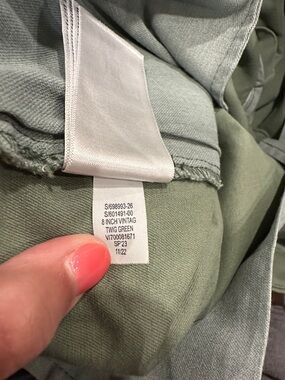 S/698993-26
S/601491-00
8 INCH VINTAG
TWIG GREEN
VI700081671
SP'23
11/22